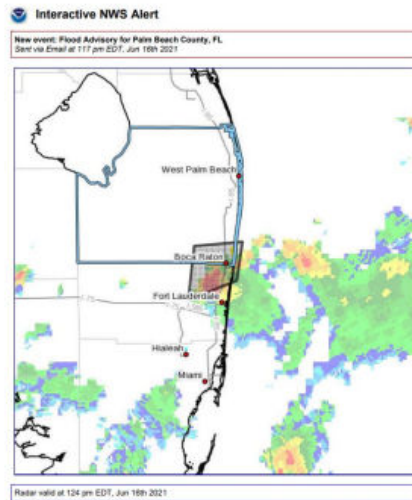 Interactive NWS Alert
New event: Flood Advisory for Palm Beach County, FL
Sent via Email at 117 pm EDT, Jun 16th 2021
West Palm Beach
Boca Raton
Fort Lauderdale
Hialeah
Miami
Radar valid at 124 pm EDT, Jun 16th 2021